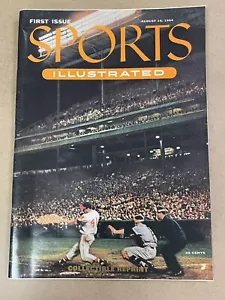 FIRST ISSUE
AUGUST 16, 1954
SPORTS
ILLUSTRATED
25 CENTS
COLLECTIBLE REPRINT